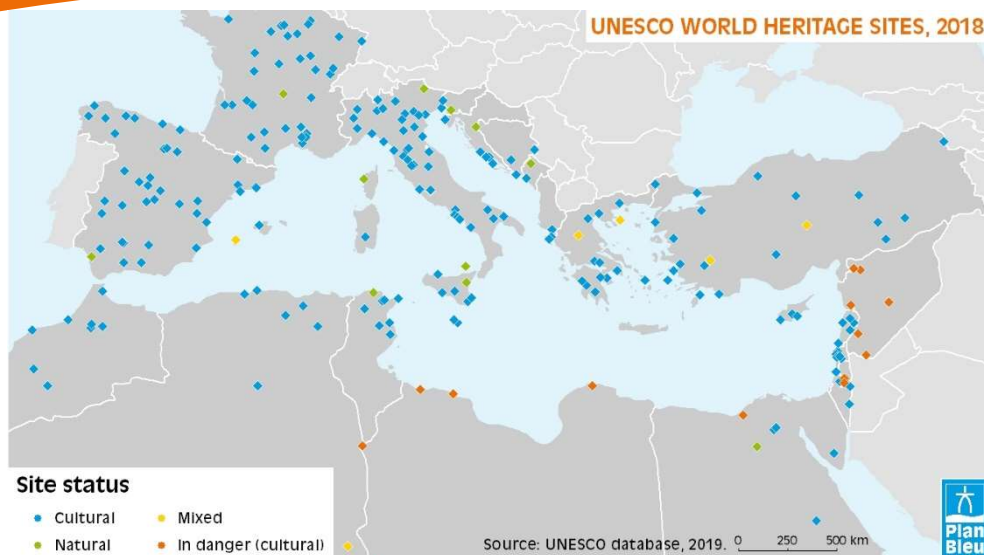 UNESCO WORLD HERITAGE SITES, 2018
Site status
Cultural
Mixed
Natural
In danger (cultural)
Source: UNESCO database, 2019.
0 250 500 km
Plan
Bleu